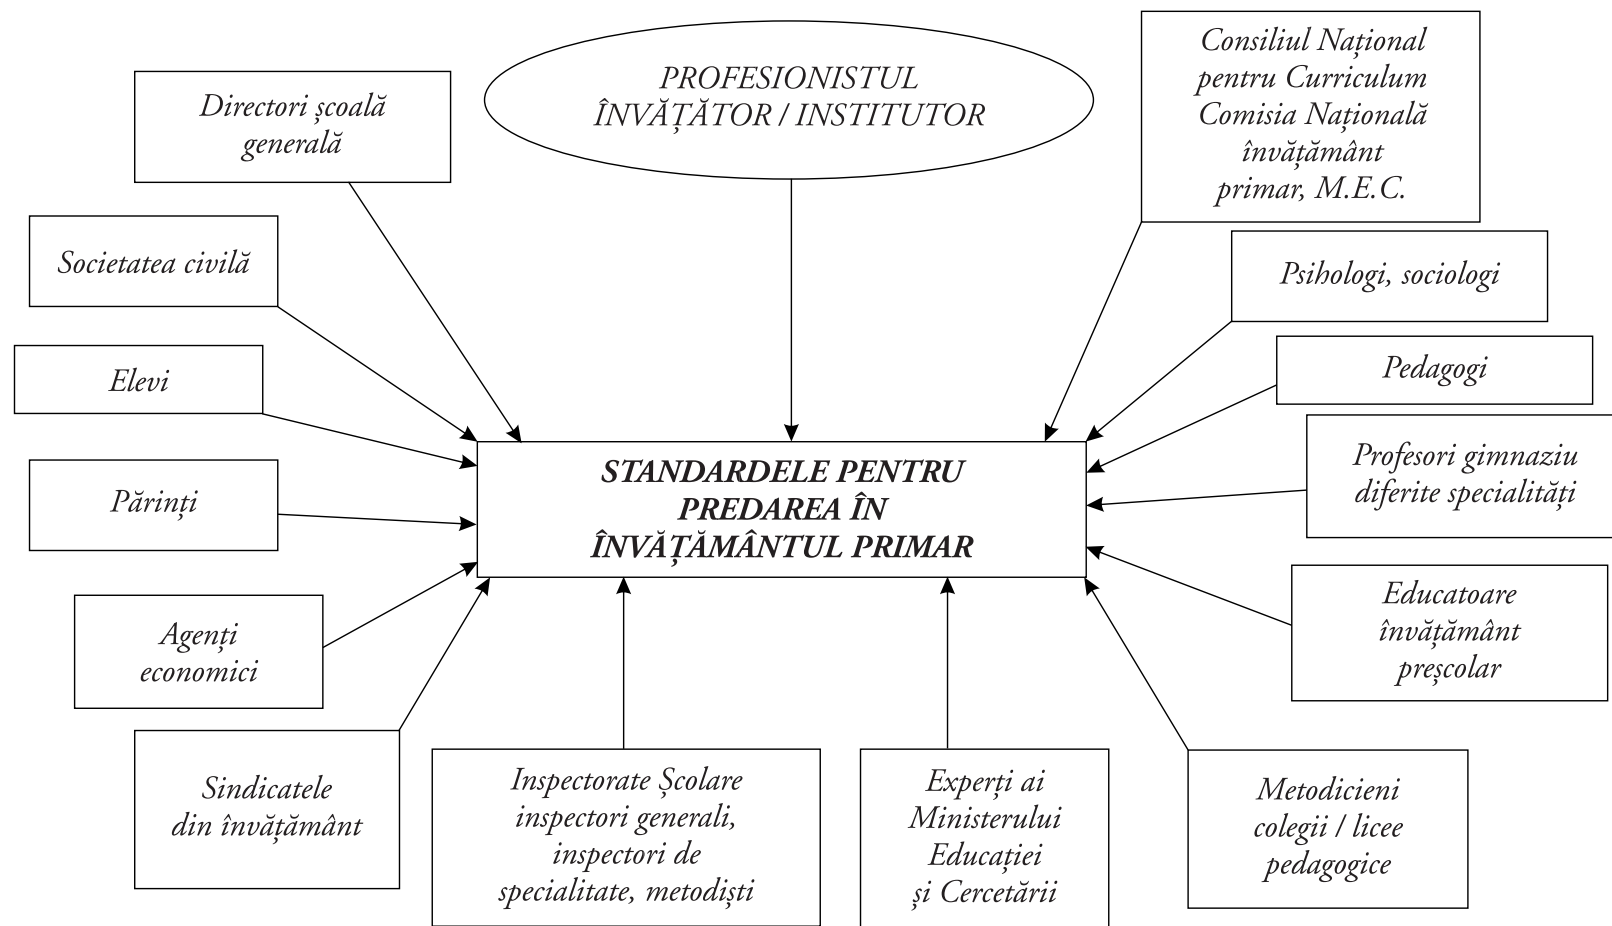 PROFESIONISTUL
ÎNVĂȚĂTOR / INSTITUTOR
Consiliul Național
pentru Curriculum
Comisia Națională
învățământ
primar, M.E.C.
Directori școală
generală
Societatea civilă
Psihologi, sociologi
Elevi
Pedagogi
Părinți
STANDARDELE PENTRU
PREDAREA ÎN
ÎNVĂȚĂMÂNTUL PRIMAR
Profesori gimnaziu
diferite specialități
Agenți
economici
Educatoare
învățământ
preșcolar
Sindicatele
din învățământ
Inspectorate Școlare
inspectori generali,
inspectori de
specialitate, metodiști
Experți ai
Ministerului
Educației
și Cercetării
Metodicieni
colegii / licee
pedagogice